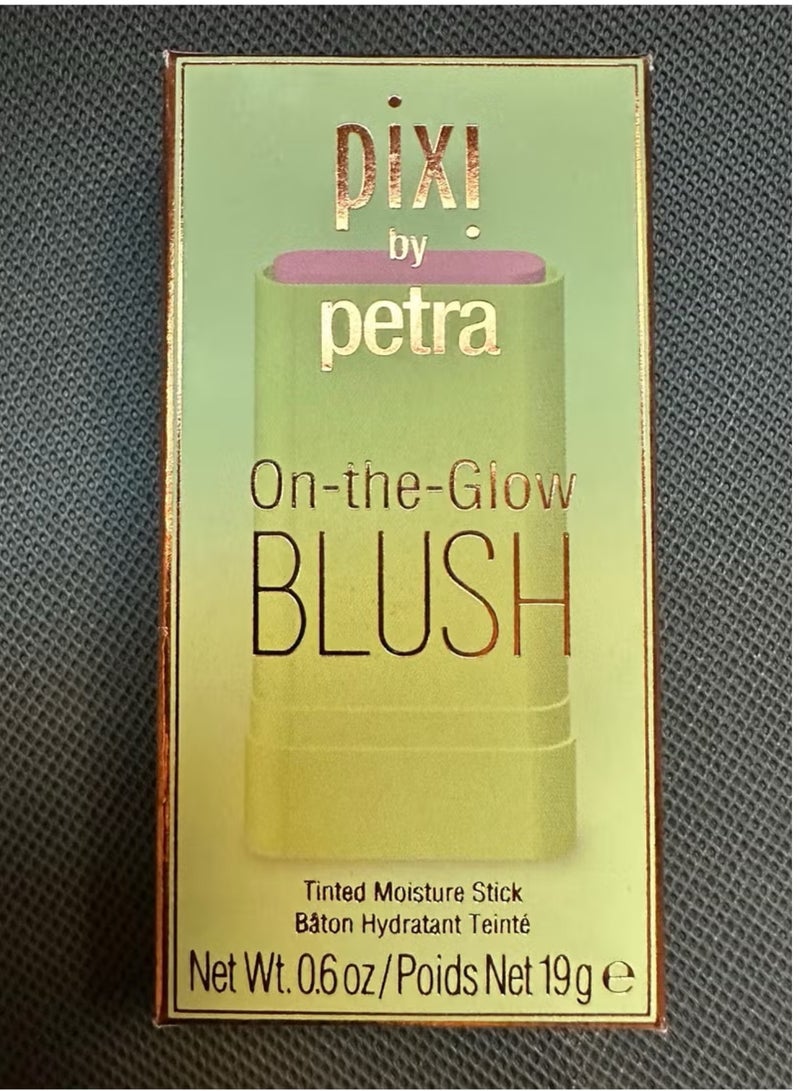 pixi
by
petra
On-the-Glow
BLUSH
Tinted Moisture Stick
Bâton Hydratant Teinté
Net Wt. 0.6 oz/Poids Net 19g ℮